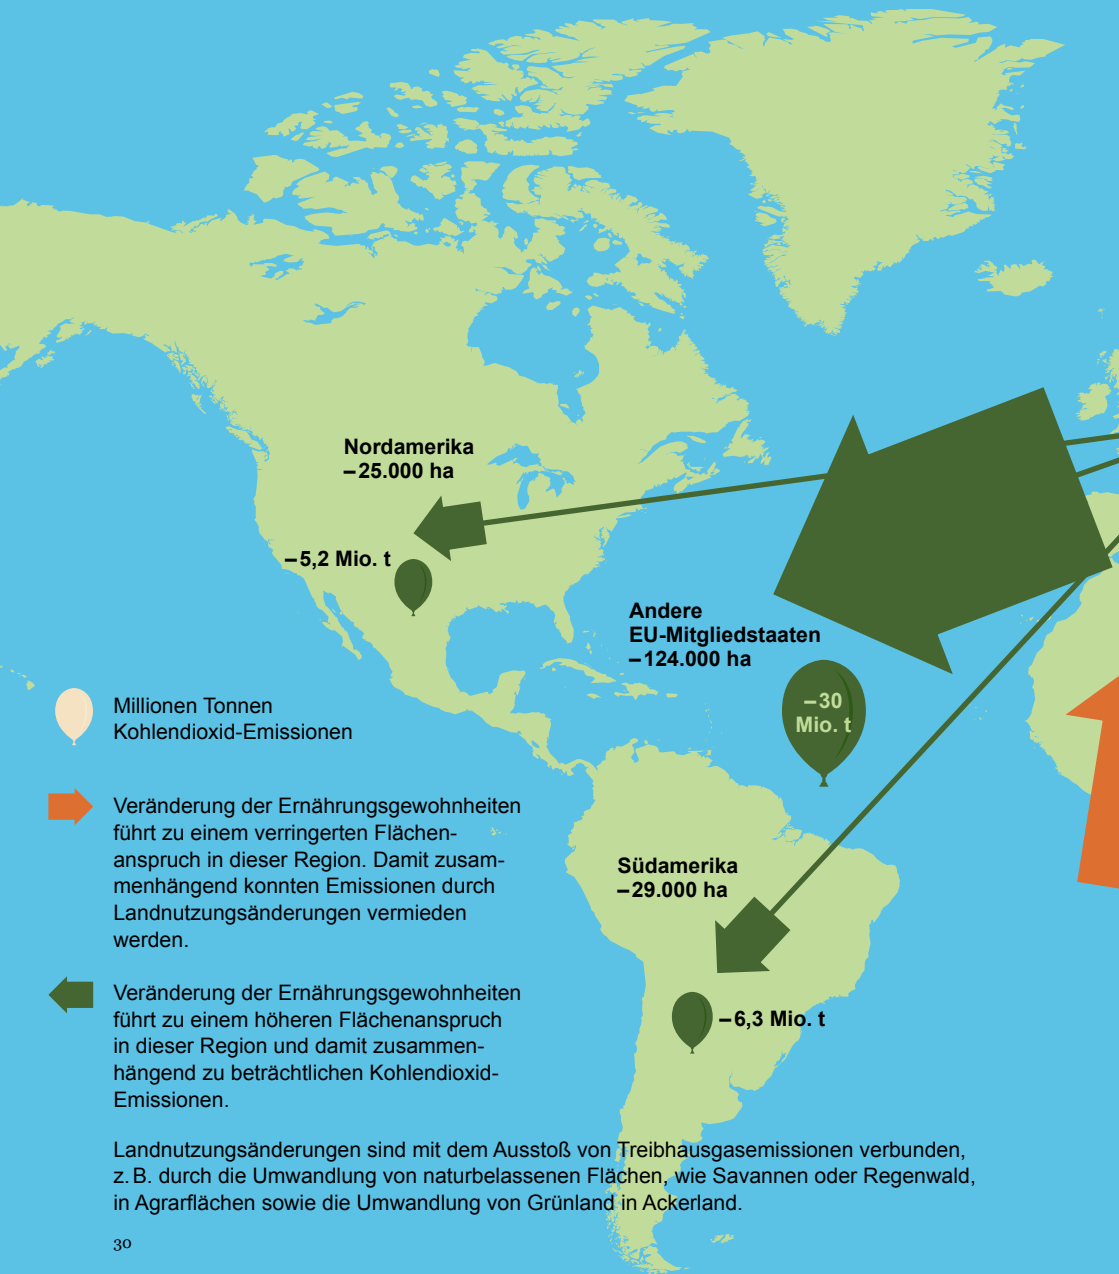 Nordamerika
–25.000 ha
–5,2 Mio. t
Andere
EU-Mitgliedstaaten
–124.000 ha
–30
Mio. t
Millionen Tonnen
Kohlendioxid-Emissionen
Veränderung der Ernährungsgewohnheiten
führt zu einem verringerten Flächen-
anspruch in dieser Region. Damit zusam-
menhängend konnten Emissionen durch
Landnutzungsänderungen vermieden
werden.
Südamerika
–29.000 ha
–6,3 Mio. t
Veränderung der Ernährungsgewohnheiten
führt zu einem höheren Flächenanspruch
in dieser Region und damit zusammen-
hängend zu beträchtlichen Kohlendioxid-
Emissionen.
Landnutzungsänderungen sind mit dem Ausstoß von Treibhausgasemissionen verbunden,
z. B. durch die Umwandlung von naturbelassenen Flächen, wie Savannen oder Regenwald,
in Agrarflächen sowie die Umwandlung von Grünland in Ackerland.
30